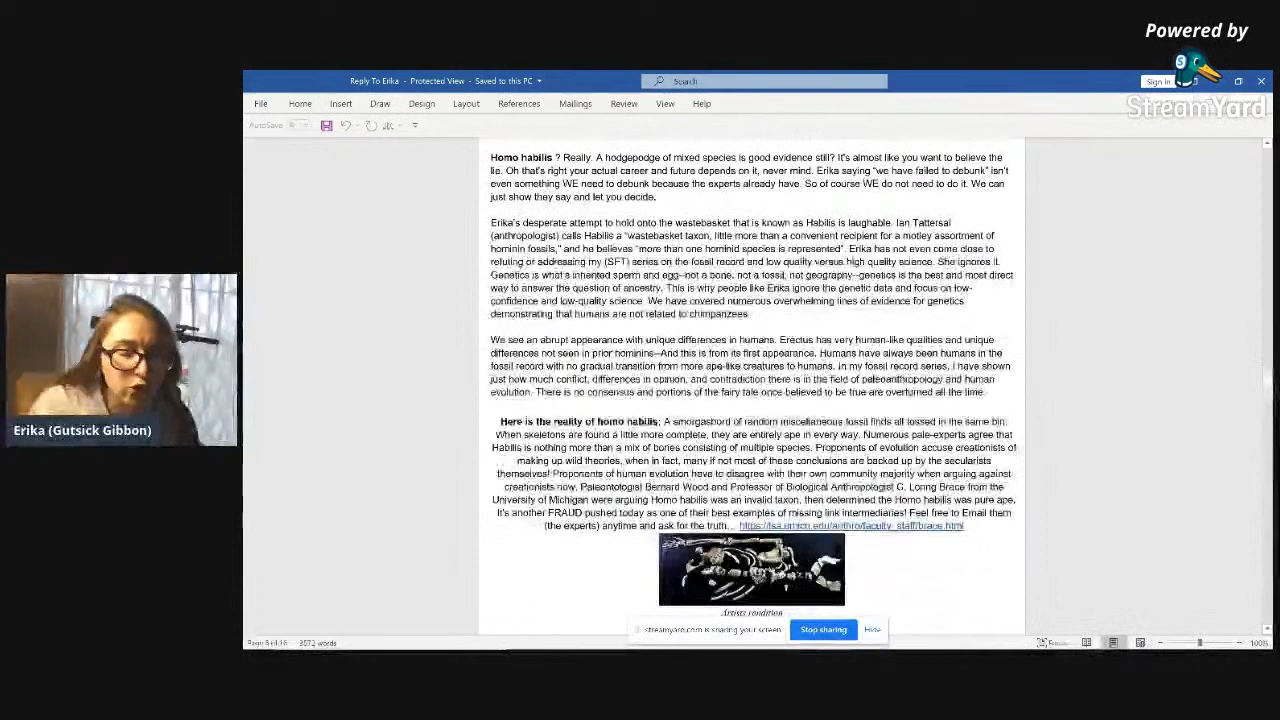 Powered by
StreamYard
Reply To Erika - Protected View - Saved to this PC
Search
Sign in
File Home Insert Draw Design Layout References Mailings Review View Help
AutoSave
Homo habilis ? Really. A hodgepodge of mixed species is good evidence still? It's almost like you want to believe the
lie. Oh that's right your actual career and future depends on it, never mind. Erika saying "we have failed to debunk" isn't
even something WE need to debunk because the experts already have. So of course WE do not need to do it. We can
just show they say and let you decide.
Erika's desperate attempt to hold onto the wastebasket that is known as Habilis is laughable. Ian Tattersal
(anthropologist) calls Habilis a "wastebasket taxon, little more than a convenient recipient for a motley assortment of
hominin fossils," and he believes "more than one hominid species is represented". Erika has not even come close to
refuting or addressing my (SFT) series on the fossil record and low quality versus high quality science. She ignores it.
Genetics is what's inherited sperm and egg--not a bone, not a fossil, not geography--genetics is the best and most direct
way to answer the question of ancestry. This is why people like Erika ignore the genetic data and focus on low-
confidence and low-quality science. We have covered numerous overwhelming lines of evidence for genetics
demonstrating that humans are not related to chimpanzees
We see an abrupt appearance with unique differences in humans. Erectus has very human-like qualities and unique
differences not seen in prior hominins--And this is from its first appearance. Humans have always been humans in the
fossil record with no gradual transition from more ape-like creatures to humans. In my fossil record series, I have shown
just how much conflict, differences in opinion, and contradiction there is in the field of paleoanthropology and human
evolution. There is no consensus and portions of the fairy tale once believed to be true are overturned all the time.
Here is the reality of homo habilis; A smorgashord of random miscellaneous fossil finds all tossed in the same bin.
When skeletons are found a little more complete, they are entirely ape in every way. Numerous pale-experts agree that
Habilis is nothing more than a mix of bones consisting of multiple species. Proponents of evolution accuse creationists of
making up wild theories, when in fact, many if not most of these conclusions are backed up by the secularists
themselves! Proponents of human evolution have to disagree with their own community majority when arguing against
creationists now. Paleontologist Bernard Wood and Professor of Biological Anthropologist G. Loring Brace from the
University of Michigan were arguing Homo habilis was an invalid taxon, then determined the Homo habilis was pure ape.
It's another FRAUD pushed today as one of their best examples of missing link intermediaries! Feel free to Email them
(the experts) anytime and ask for the truth... https://lsa.umich.edu/anthro/faculty_staff/brace.html
Artists rendition
Erika (Gutsick Gibbon)
streamyard.com is sharing your screen.
Stop sharing
Hide
3572 words
Focus
100%